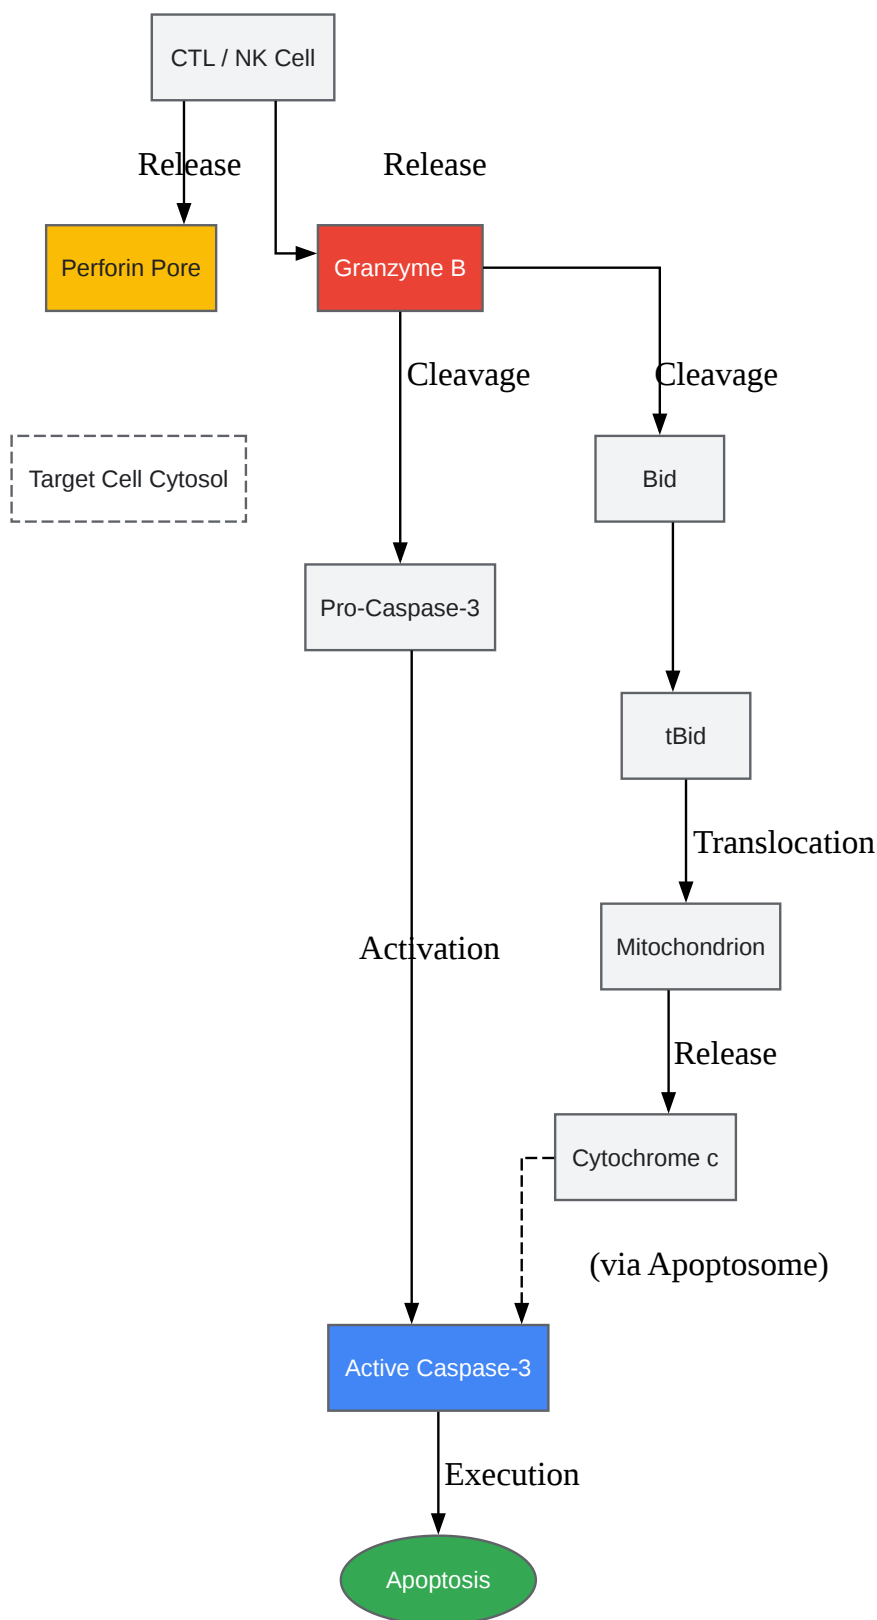 CTL / NK Cell
Release
Release
Perforin Pore
Granzyme B
Cleavage
Cleavage
Target Cell Cytosol
Bid
Pro-Caspase-3
tBid
Translocation
Mitochondrion
Activation
Release
Cytochrome c
(via Apoptosome)
Active Caspase-3
Execution
Apoptosis